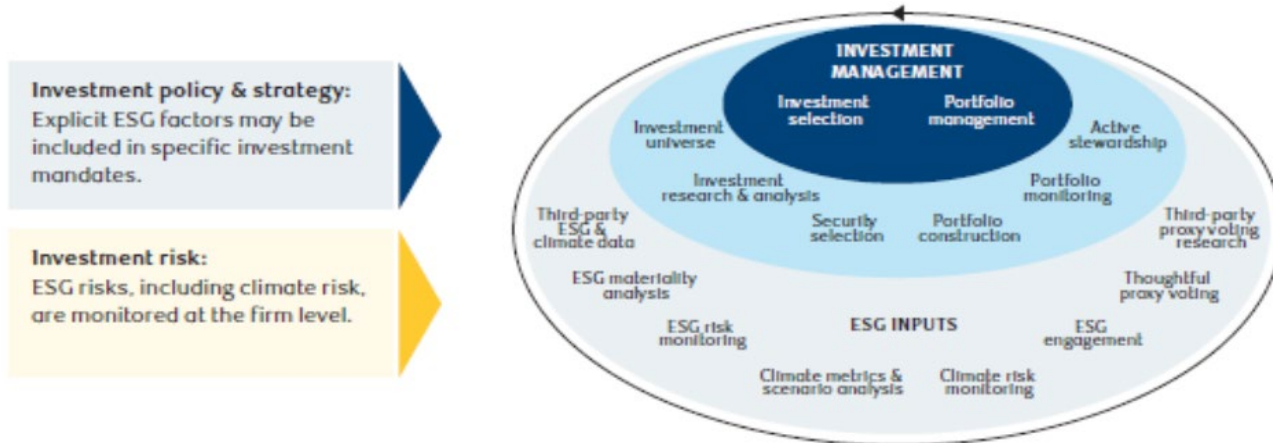 Investment policy & strategy:
Explicit ESG factors may be
included in specific investment
mandates.
Investment risk:
ESG risks, including climate risk,
are monitored at the firm level.
INVESTMENT
MANAGEMENT
Investment
selection
Portfolio
management
Investment
universe
Active
stewardship
Investment
research & analysis
Portfolio
monitoring
Security
selection
Portfolio
construction
Third-party
ESG &
climate data
Third-party
proxy voting
research
ESG materiality
analysis
Thoughtful
proxy voting
ESG risk
monitoring
ESG INPUTS
ESG
engagement
Climate metrics &
scenario analysis
Climate risk
monitoring